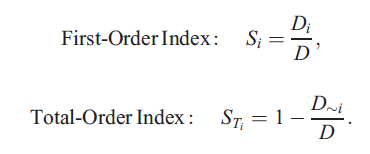 First-Order Index: S_i = D_i / D,
Total-Order Index: S_{T_i} = 1 − D_{∼i} / D.